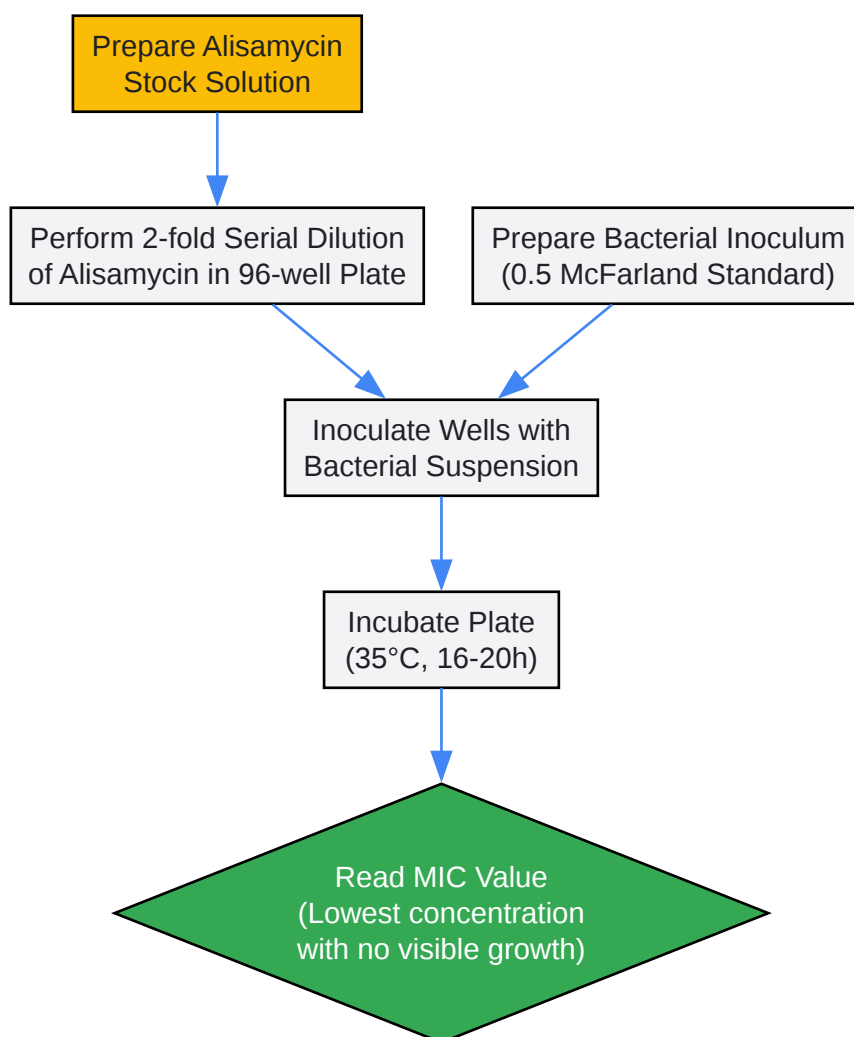 Prepare Alisamycin
Stock Solution
Perform 2-fold Serial Dilution
of Alisamycin in 96-well Plate
Prepare Bacterial Inoculum
(0.5 McFarland Standard)
Inoculate Wells with
Bacterial Suspension
Incubate Plate
(35°C, 16-20h)
Read MIC Value
(Lowest concentration
with no visible growth)